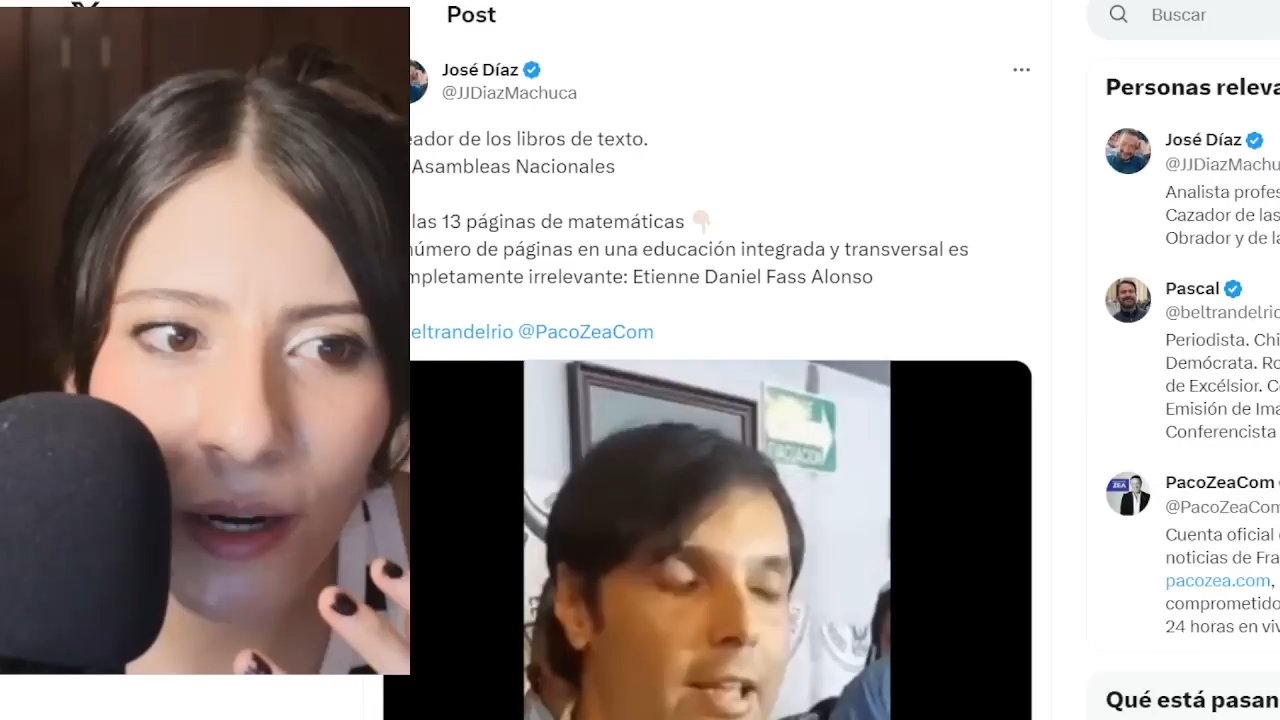 Post
José Díaz
@JJDiazMachuca
eador de los libros de texto.
Asambleas Nacionales
las 13 páginas de matemáticas
número de páginas en una educación integrada y transversal es
mpletamente irrelevante: Etienne Daniel Fass Alonso
eltrandelrio @PacoZeaCom
Buscar
Personas releva
José Díaz
@JJDiazMachu
Analista profes
Cazador de las
Obrador y de la
Pascal
@beltrandelrio
Periodista. Chi
Demócrata. Ro
de Excélsior. Co
Emisión de Ima
Conferencista
ZEA
PacoZeaCom
@PacoZeaCom
Cuenta oficial
noticias de Fra
pacozea.com,
comprometido
24 horas en viv
Qué está pasan